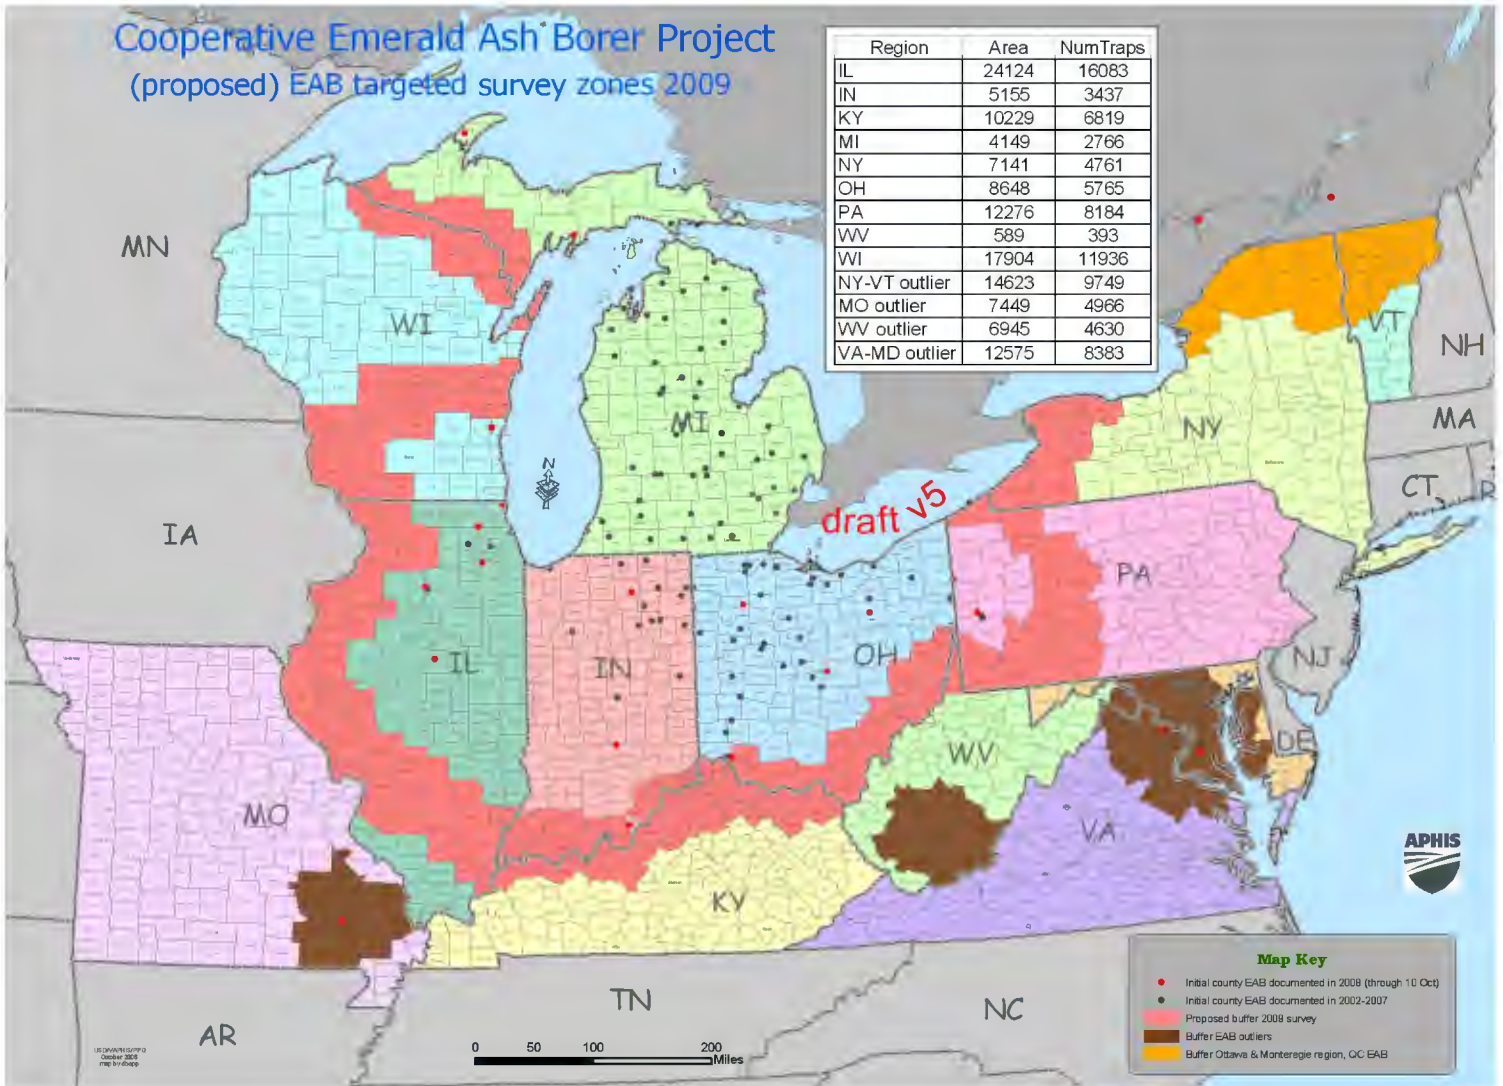 Cooperative Emerald Ash Borer Project
(proposed) EAB targeted survey zones 2009
Region Area NumTraps
IL 24124 16083
IN 5155 3437
KY 10229 6819
MI 4149 2766
NY 7141 4761
OH 8648 5765
PA 12276 8184
WV 589 393
WI 17904 11936
NY-VT outlier 14623 9749
MO outlier 7449 4966
WV outlier 6945 4630
VA-MD outlier 12575 8383
MN
WI
MI
VT
NH
NY
MA
CT
R
N
draft v5
IA
PA
IL
IN
OH
NJ
WV
DE
MO
VA
KY
APHIS
TN
NC
AR
Map Key
Initial county EAB documented in 2008 (through 10 Oct)
Initial county EAB documented in 2002-2007
Proposed buffer 2009 survey
Buffer EAB outliers
Buffer Ottawa & Monteregie region, QC EAB
0 50 100 200
Miles
USDA/APHIS/PPQ
October 2008